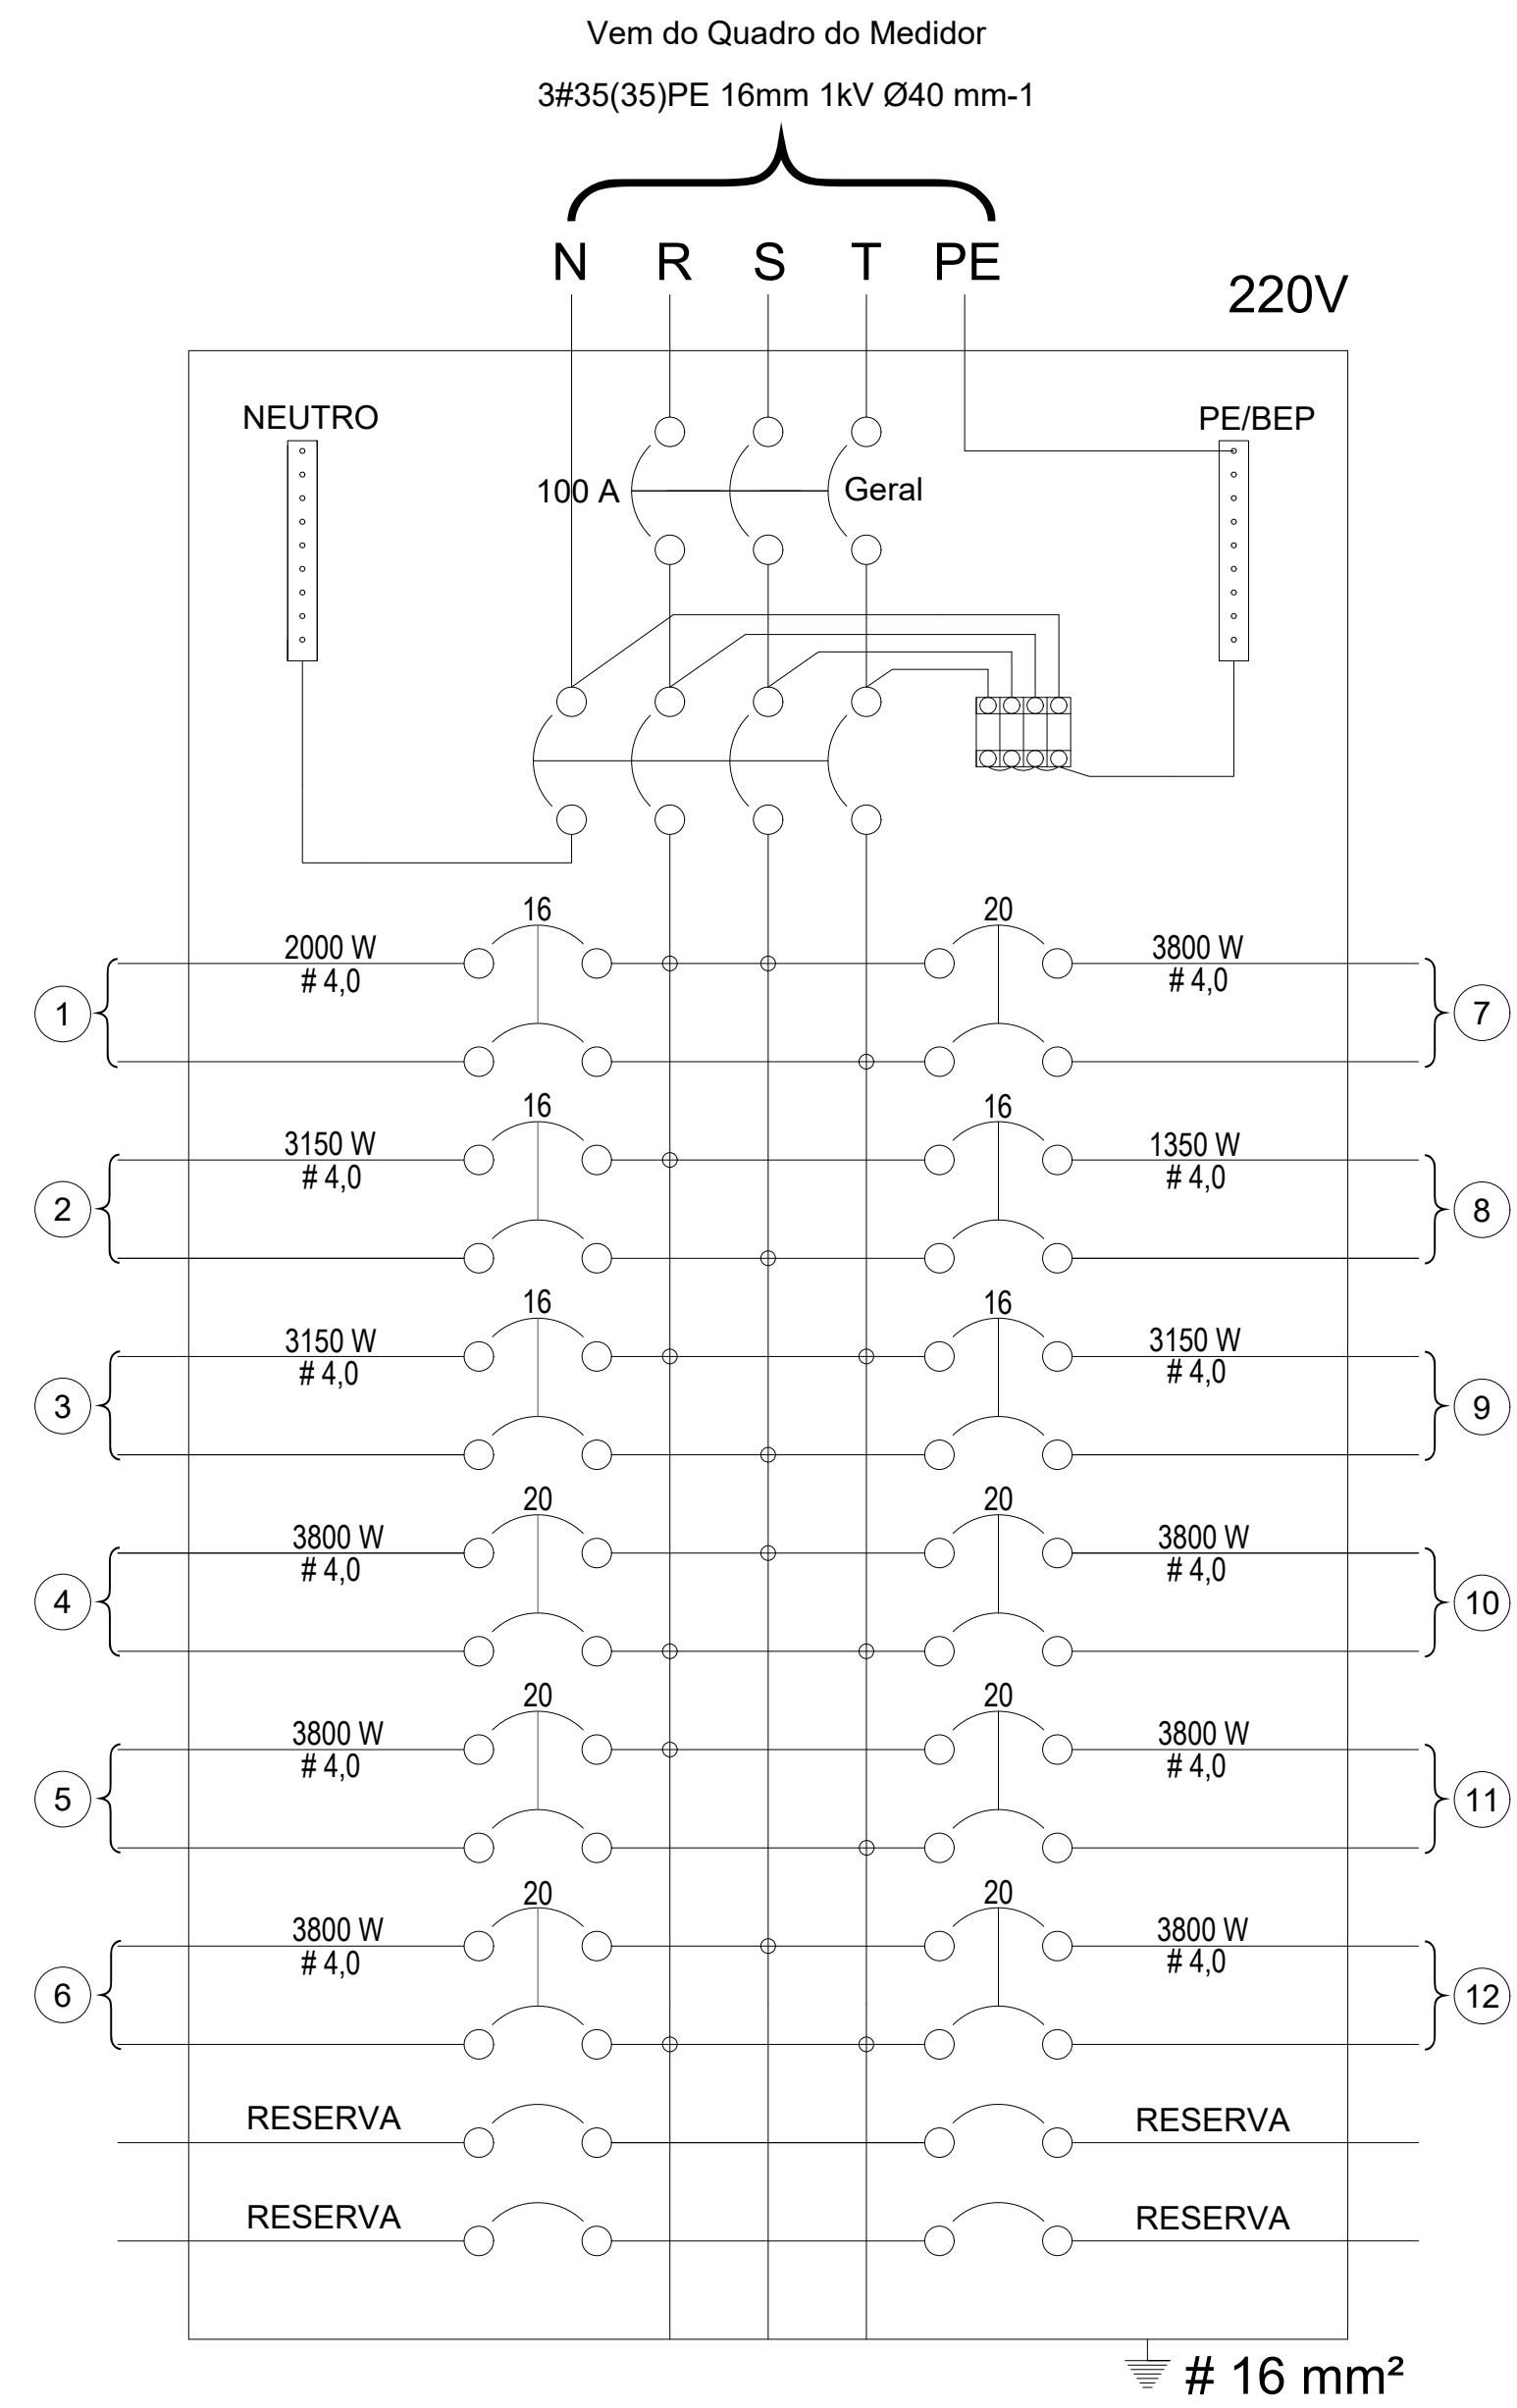 Vem do Quadro do Medidor
3#35(35)PE 16mm 1kV Ø40 mm-1
N R S T PE
220V
NEUTRO
PE/BEP
100 A
Geral
16
20
2000 W
# 4,0
3800 W
# 4,0
1
7
16
16
3150 W
# 4,0
1350 W
# 4,0
2
8
16
16
3150 W
# 4,0
3150 W
# 4,0
3
9
20
20
3800 W
# 4,0
3800 W
# 4,0
4
10
20
20
3800 W
# 4,0
3800 W
# 4,0
5
11
20
20
3800 W
# 4,0
3800 W
# 4,0
6
12
RESERVA
RESERVA
RESERVA
RESERVA
# 16 mm²